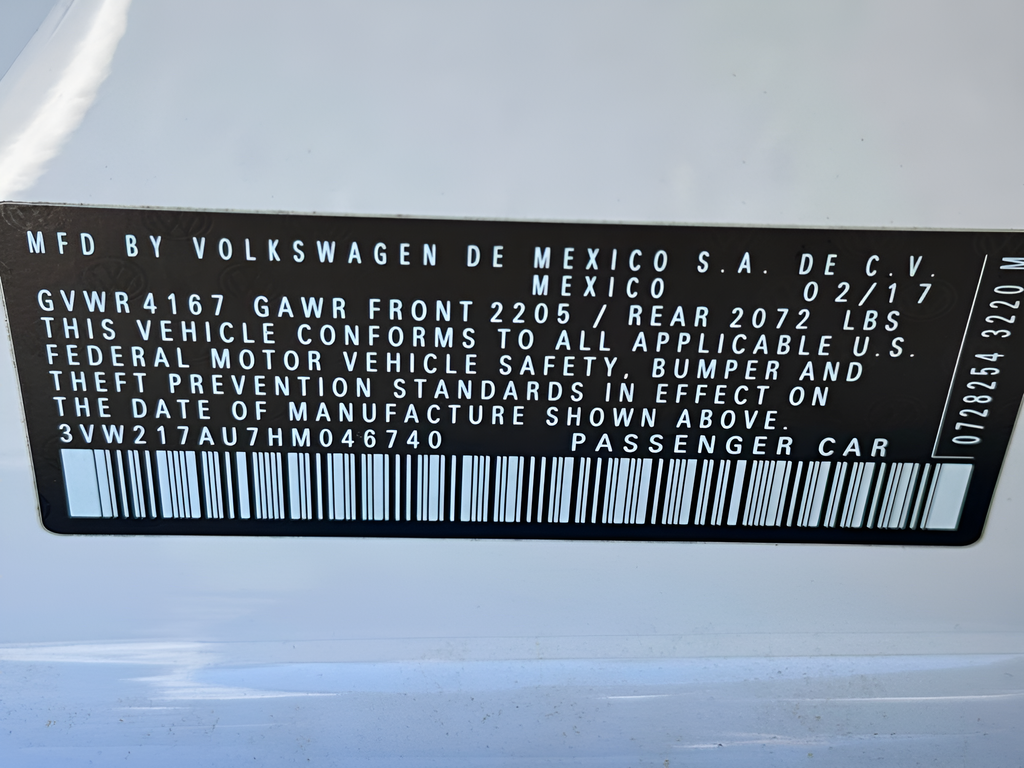 MFD BY VOLKSWAGEN DE MEXICO S.A. DE C.V.
MEXICO 02/17
GVWR 4167 GAWR FRONT 2205 / REAR 2072 LBS
THIS VEHICLE CONFORMS TO ALL APPLICABLE U.S.
FEDERAL MOTOR VEHICLE SAFETY, BUMPER AND
THEFT PREVENTION STANDARDS IN EFFECT ON
THE DATE OF MANUFACTURE SHOWN ABOVE.
3VW217AU7HM046740 PASSENGER CAR
0728254 3220 M